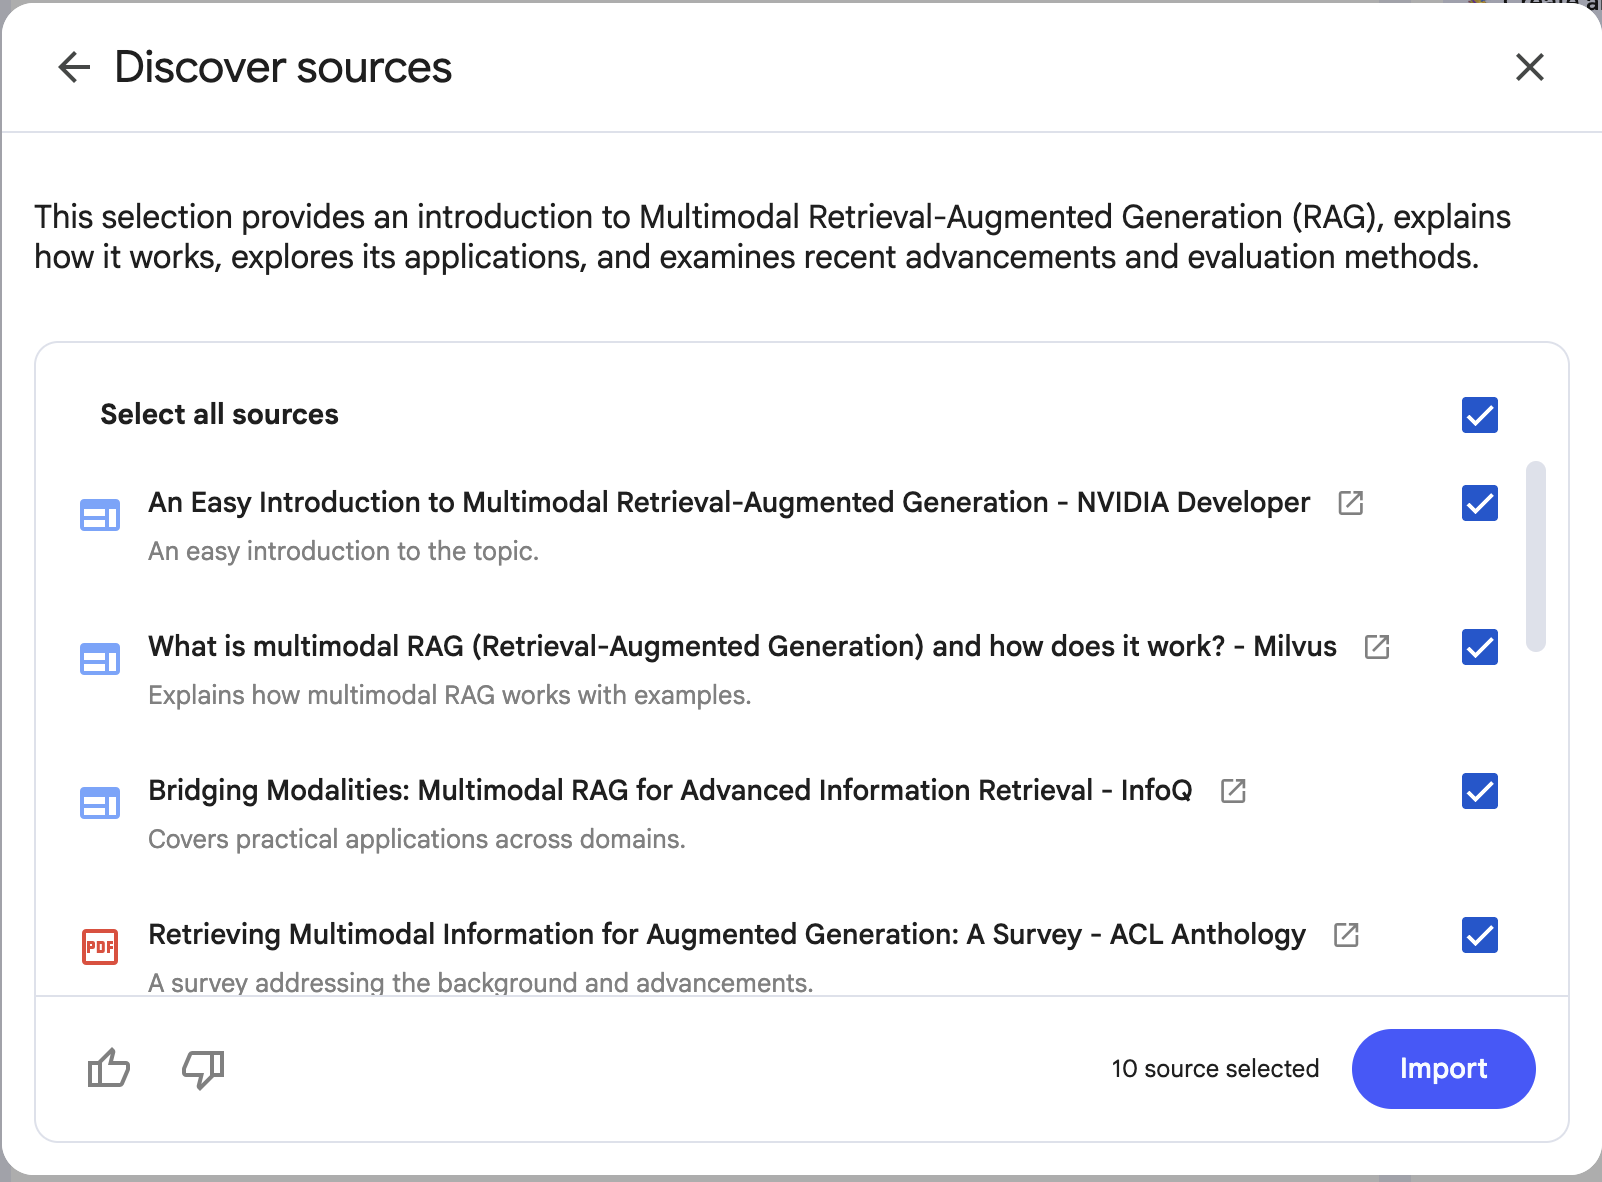 Discover sources
This selection provides an introduction to Multimodal Retrieval-Augmented Generation (RAG), explains
how it works, explores its applications, and examines recent advancements and evaluation methods.
Select all sources
An Easy Introduction to Multimodal Retrieval-Augmented Generation - NVIDIA Developer
An easy introduction to the topic.
What is multimodal RAG (Retrieval-Augmented Generation) and how does it work? - Milvus
Explains how multimodal RAG works with examples.
Bridging Modalities: Multimodal RAG for Advanced Information Retrieval - InfoQ
Covers practical applications across domains.
PDF
Retrieving Multimodal Information for Augmented Generation: A Survey - ACL Anthology
A survey addressing the background and advancements.
10 source selected
Import